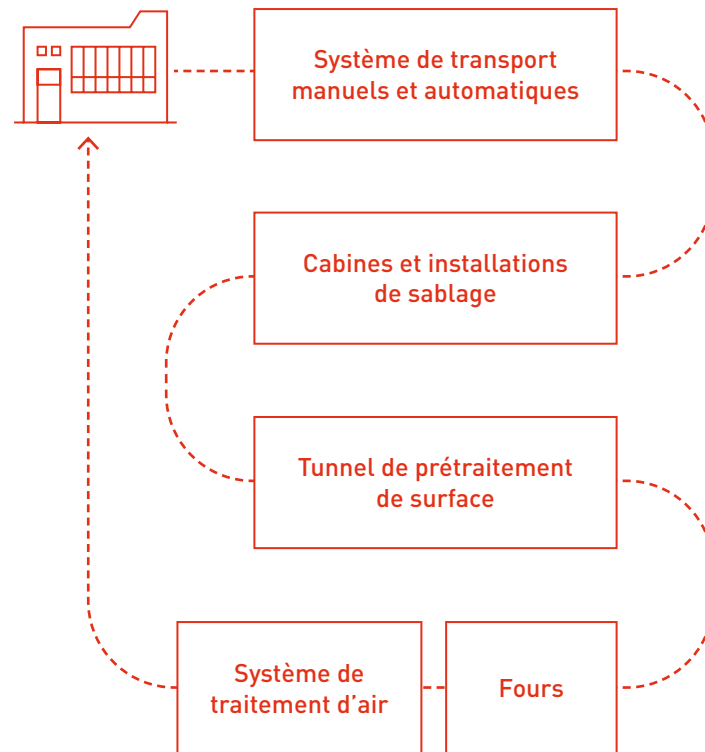 Système de transport
manuels et automatiques
Cabines et installations
de sablage
Tunnel de prétraitement
de surface
Système de
traitement d’air
Fours